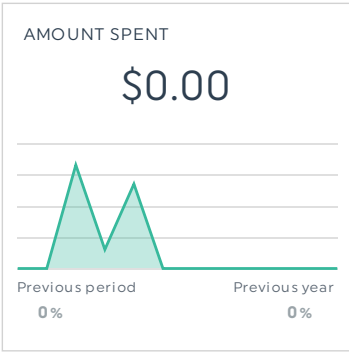 AMOUNT SPENT
$0.00
Previous period Previous year
0% 0%